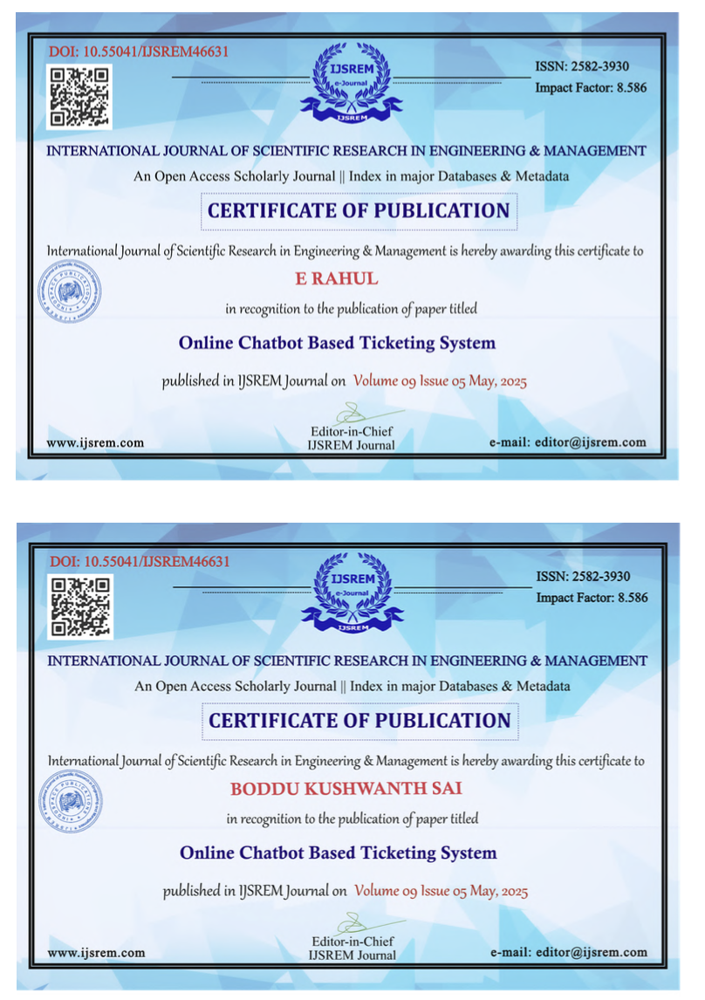 DOI: 10.55041/IJSREM46631
IJSREM
e-Journal
IJSREM
ISSN: 2582-3930
Impact Factor: 8.586
INTERNATIONAL JOURNAL OF SCIENTIFIC RESEARCH IN ENGINEERING & MANAGEMENT
An Open Access Scholarly Journal || Index in major Databases & Metadata
CERTIFICATE OF PUBLICATION
International Journal of Scientific Research in Engineering & Management is hereby awarding this certificate to
E RAHUL
in recognition to the publication of paper titled
Online Chatbot Based Ticketing System
published in IJSREM Journal on Volume 09 Issue 05 May, 2025
Editor-in-Chief
IJSREM Journal
www.ijsrem.com
e-mail: editor@ijsrem.com
DOI: 10.55041/IJSREM46631
IJSREM
e-Journal
IJSREM
ISSN: 2582-3930
Impact Factor: 8.586
INTERNATIONAL JOURNAL OF SCIENTIFIC RESEARCH IN ENGINEERING & MANAGEMENT
An Open Access Scholarly Journal || Index in major Databases & Metadata
CERTIFICATE OF PUBLICATION
International Journal of Scientific Research in Engineering & Management is hereby awarding this certificate to
BODDU KUSHWANTH SAI
in recognition to the publication of paper titled
Online Chatbot Based Ticketing System
published in IJSREM Journal on Volume 09 Issue 05 May, 2025
Editor-in-Chief
IJSREM Journal
www.ijsrem.com
e-mail: editor@ijsrem.com